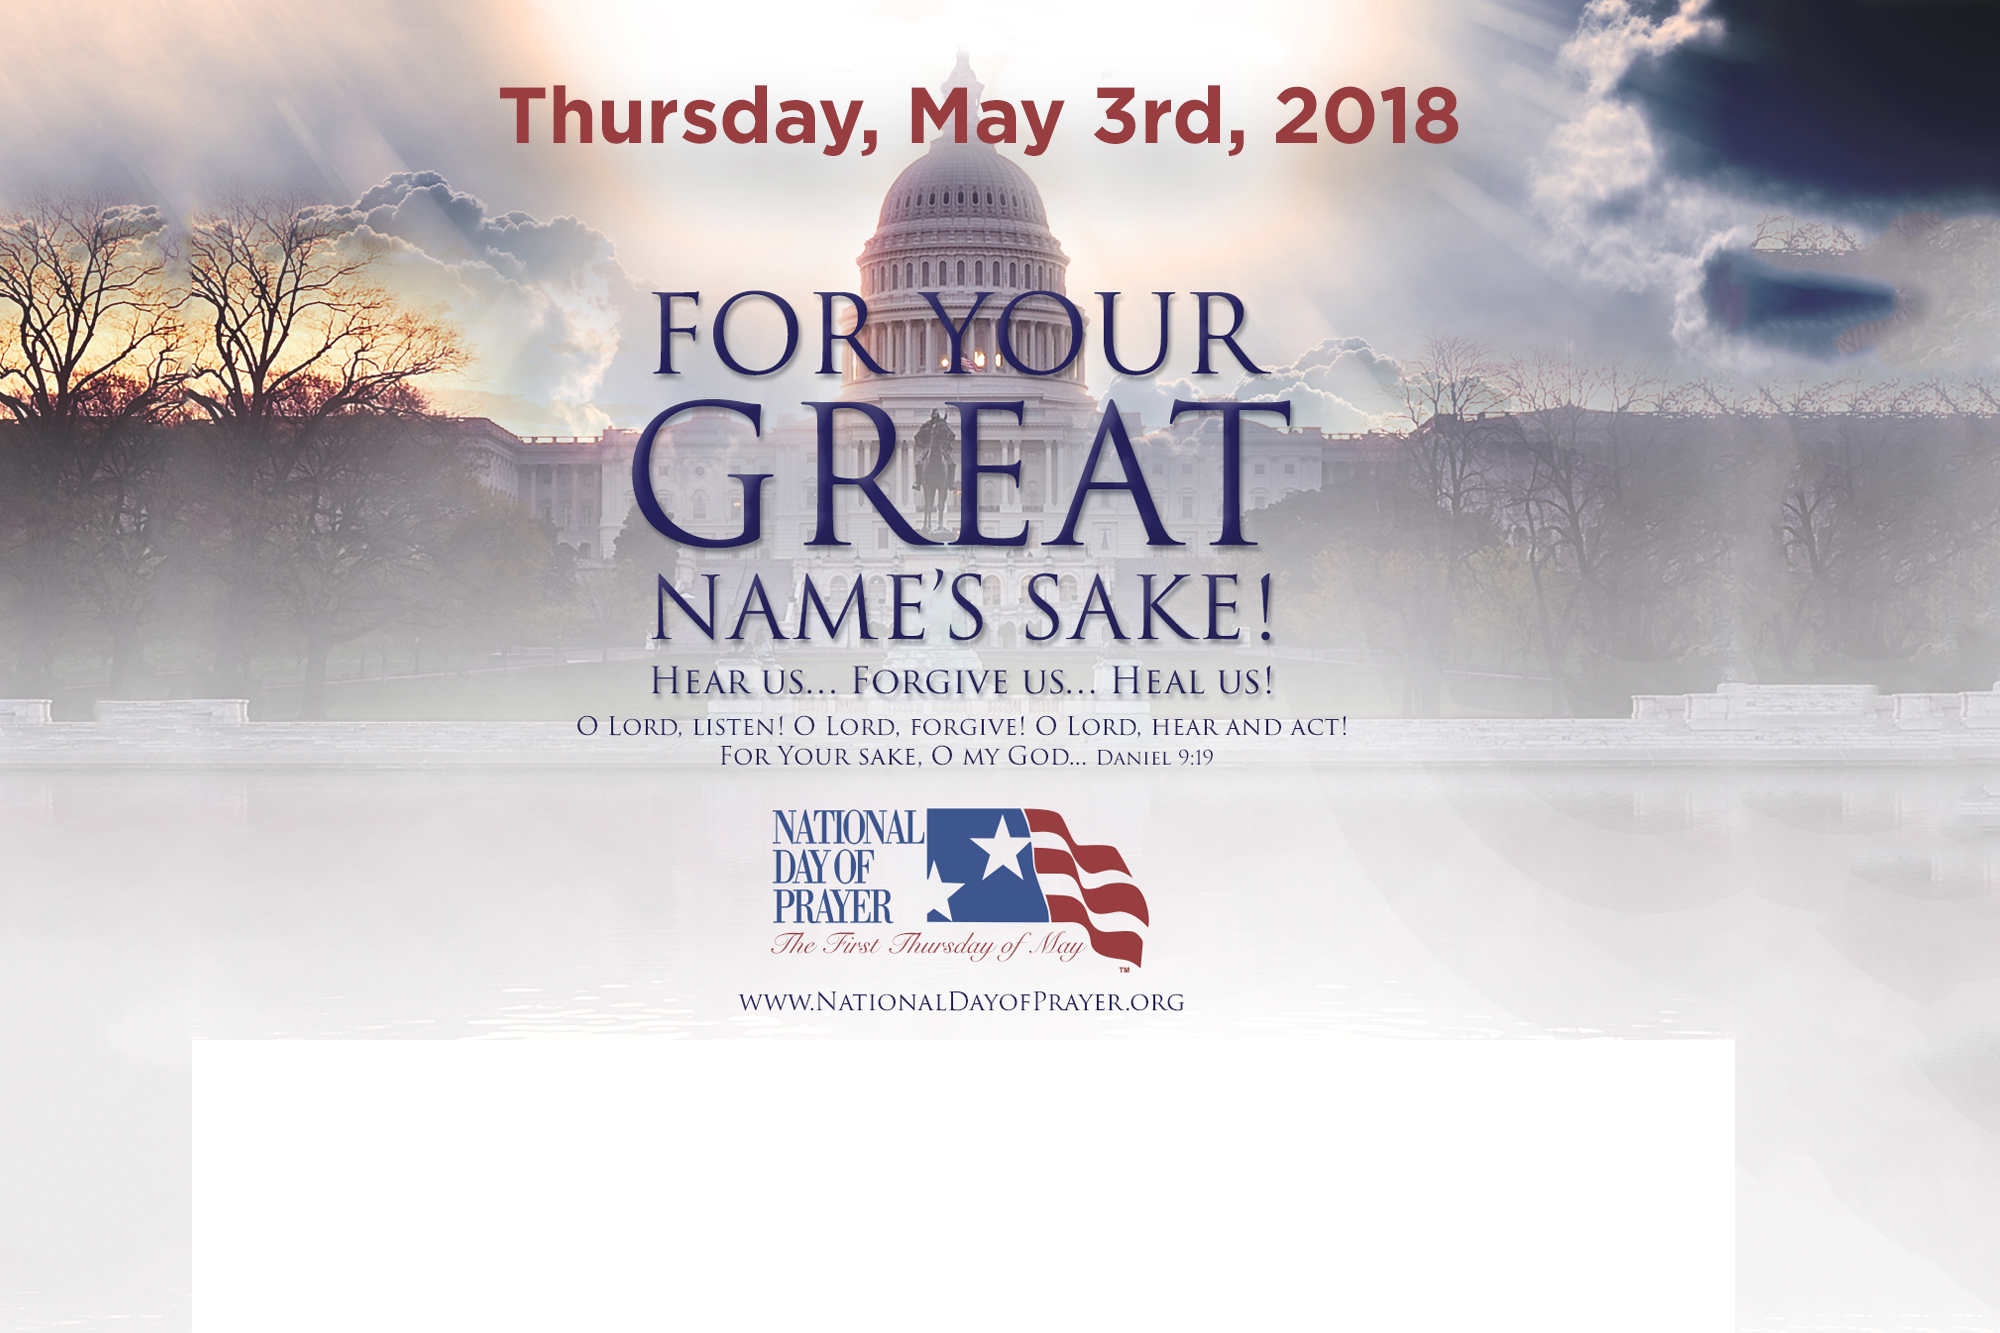 Thursday, May 3rd, 2018
FOR YOUR
GREAT
NAME'S SAKE!
HEAR US... FORGIVE US... HEAL US!
O LORD, LISTEN! O LORD, FORGIVE! O LORD, HEAR AND ACT!
FOR YOUR SAKE, O MY GOD... DANIEL 9:19
NATIONAL
DAY OF
PRAYER
The First Thursday of May
TM
WWW.NATIONALDAYOFPRAYER.ORG